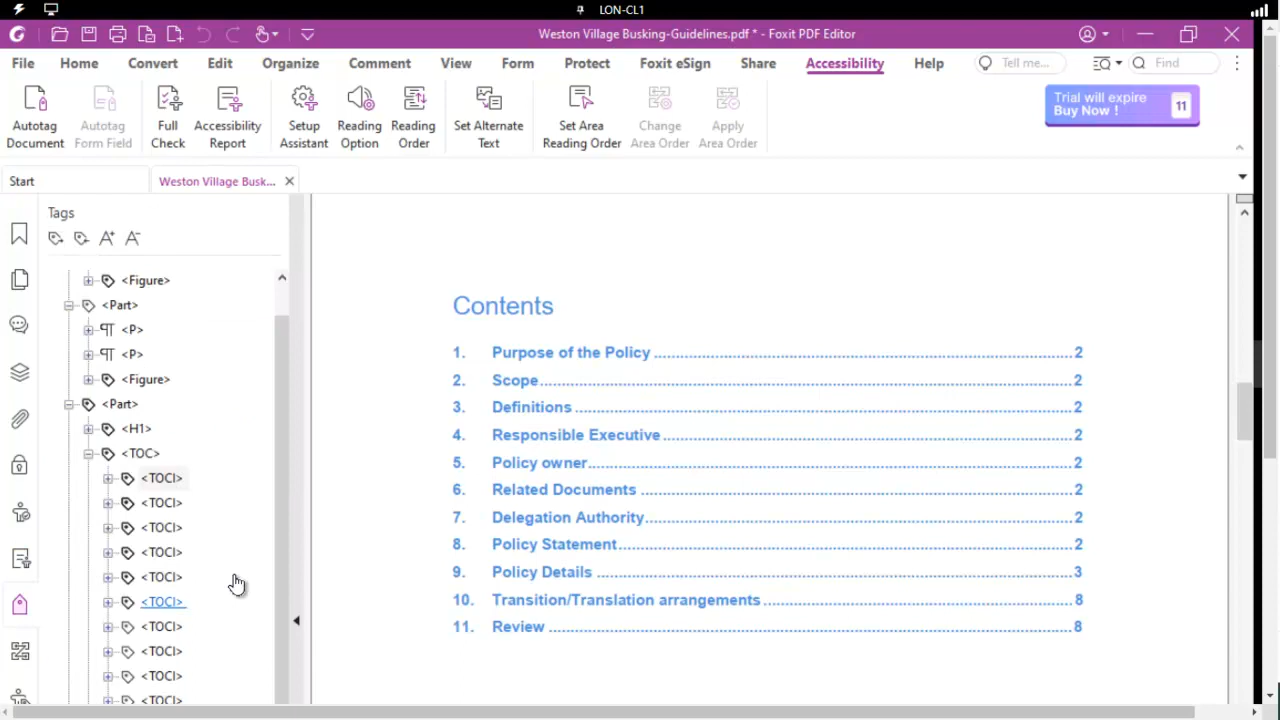 LON-CL1
Weston Village Busking-Guidelines.pdf * - Foxit PDF Editor
File Home Convert Edit Organize Comment View Form Protect Foxit eSign Share Accessibility Help Tell me... Find
Autotag Document
Autotag Form Field
Full Check
Accessibility Report
Setup Assistant
Reading Option
Reading Order
Set Alternate Text
Set Area Reading Order
Change Area Order
Apply Area Order
Trial will expire
Buy Now !
11
Start
Weston Village Busk...
Tags
<Figure>
<Part>
<P>
<P>
<Figure>
<Part>
<H1>
<TOC>
<TOCI>
<TOCI>
<TOCI>
<TOCI>
<TOCI>
<TOCI>
<TOCI>
<TOCI>
<TOCI>
<TOCI>
Contents
1. Purpose of the Policy 2
2. Scope 2
3. Definitions 2
4. Responsible Executive 2
5. Policy owner 2
6. Related Documents 2
7. Delegation Authority 2
8. Policy Statement 2
9. Policy Details 3
10. Transition/Translation arrangements 8
11. Review 8